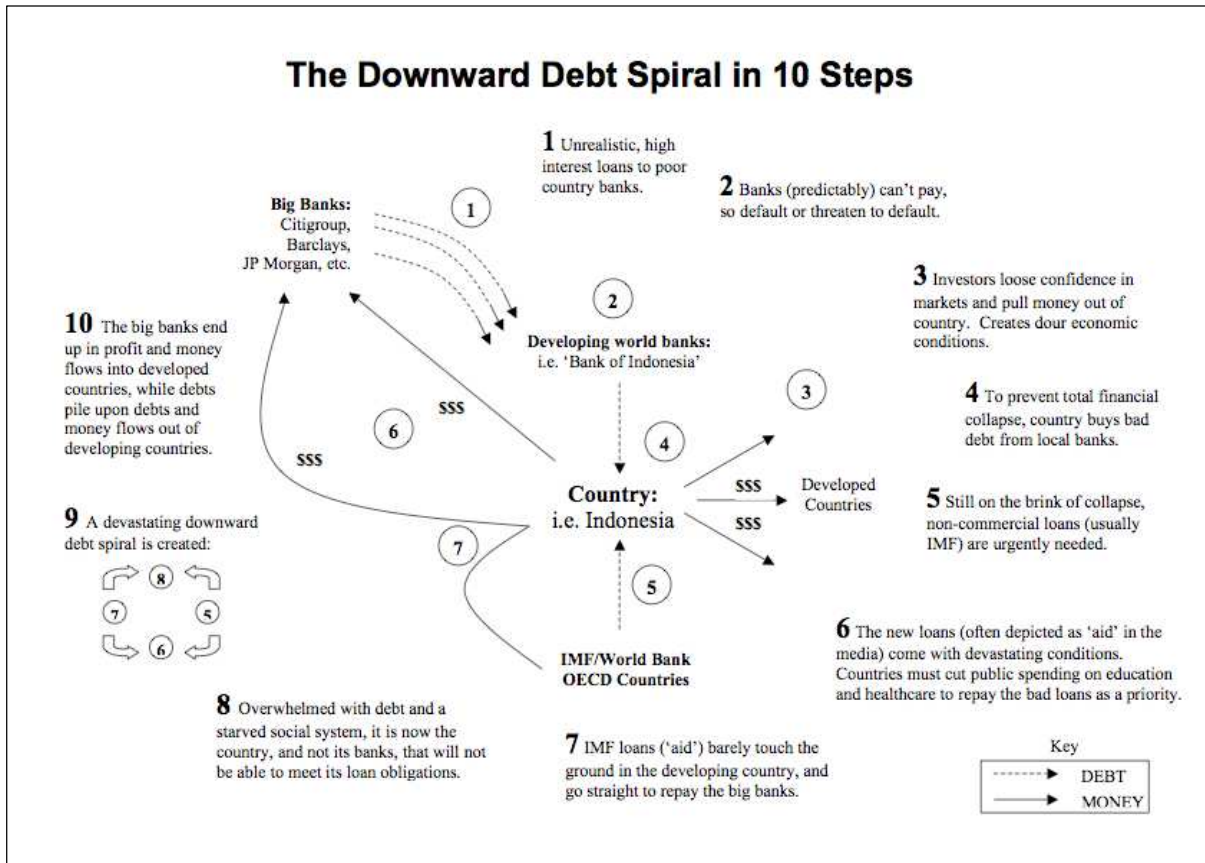 The Downward Debt Spiral in 10 Steps
1 Unrealistic, high
interest loans to poor
country banks.
2 Banks (predictably) can't pay,
so default or threaten to default.
Big Banks:
Citigroup,
Barclays,
JP Morgan, etc.
1
2
3 Investors loose confidence in
markets and pull money out of
country. Creates dour economic
conditions.
10 The big banks end
up in profit and money
flows into developed
countries, while debts
pile upon debts and
money flows out of
developing countries.
Developing world banks:
i.e. 'Bank of Indonesia'
3
4 To prevent total financial
collapse, country buys bad
debt from local banks.
$$$
6
4
$$$
Country:
i.e. Indonesia
$$$
$$$
Developed
Countries
5 Still on the brink of collapse,
non-commercial loans (usually
IMF) are urgently needed.
9 A devastating downward
debt spiral is created:
8
7
5
6
7
5
6 The new loans (often depicted as 'aid' in the
media) come with devastating conditions.
Countries must cut public spending on education
and healthcare to repay the bad loans as a priority.
IMF/World Bank
OECD Countries
8 Overwhelmed with debt and a
starved social system, it is now the
country, and not its banks, that will not
be able to meet its loan obligations.
7 IMF loans ('aid') barely touch the
ground in the developing country, and
go straight to repay the big banks.
Key
DEBT
MONEY